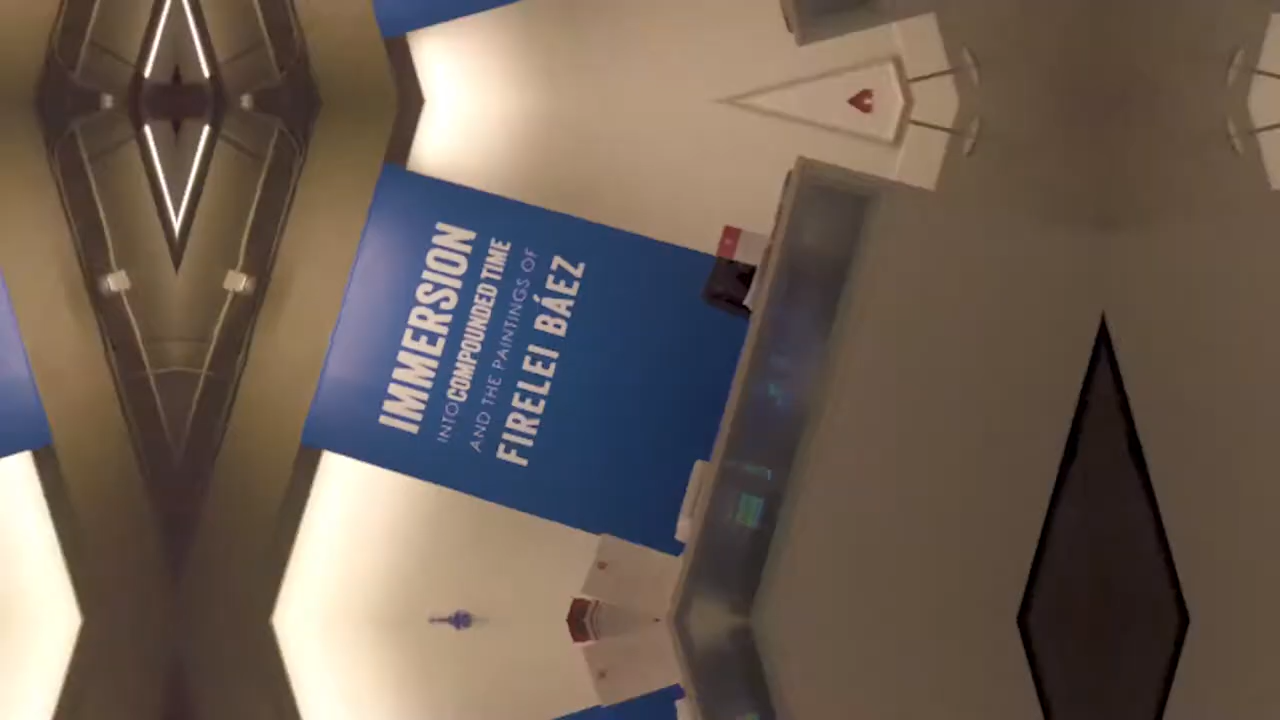 IMMERSION
INTO COMPOUNDED TIME
AND THE PAINTINGS OF
FIRELEI BÁEZ